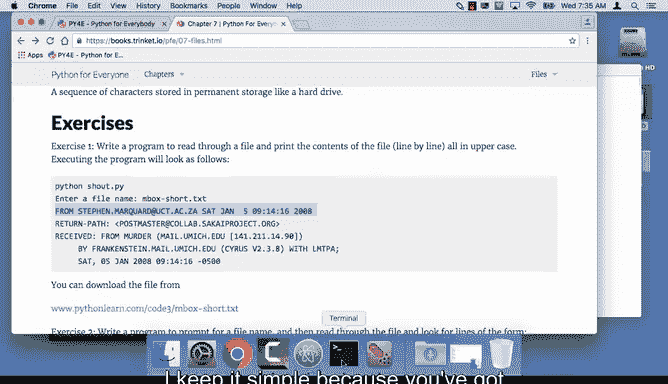 Chrome File Edit View History Bookmarks People Window Help Wed 7:35 AM
PY4E - Python for Everybody Chapter 7 | Python For Every
https://books.trinket.io/pfe/07-files.html
Apps PY4E - Python for E...
Python for Everyone Chapters Files
A sequence of characters stored in permanent storage like a hard drive.
Exercises
Exercise 1: Write a program to read through a file and print the contents of the file (line by line) all in upper case.
Executing the program will look as follows:
python shout.py
Enter a file name: mbox-short.txt
FROM STEPHEN.MARQUARD@UCT.AC.ZA SAT JAN 5 09:14:16 2008
RETURN-PATH: <POSTMASTER@COLLAB.SAKAIPROJECT.ORG>
RECEIVED: FROM MURDER (MAIL.UMICH.EDU [141.211.14.90])
BY FRANKENSTEIN.MAIL.UMICH.EDU (CYRUS V2.3.8) WITH LMTPA;
SAT, 05 JAN 2008 09:14:16 -0500
You can download the file from
www.pythonlearn.com/code3/mbox-short.txt
Terminal
Exercise 2: Write a program to prompt for a file name, and then read through the file and look for lines of the form:
I keep it simple because you've got